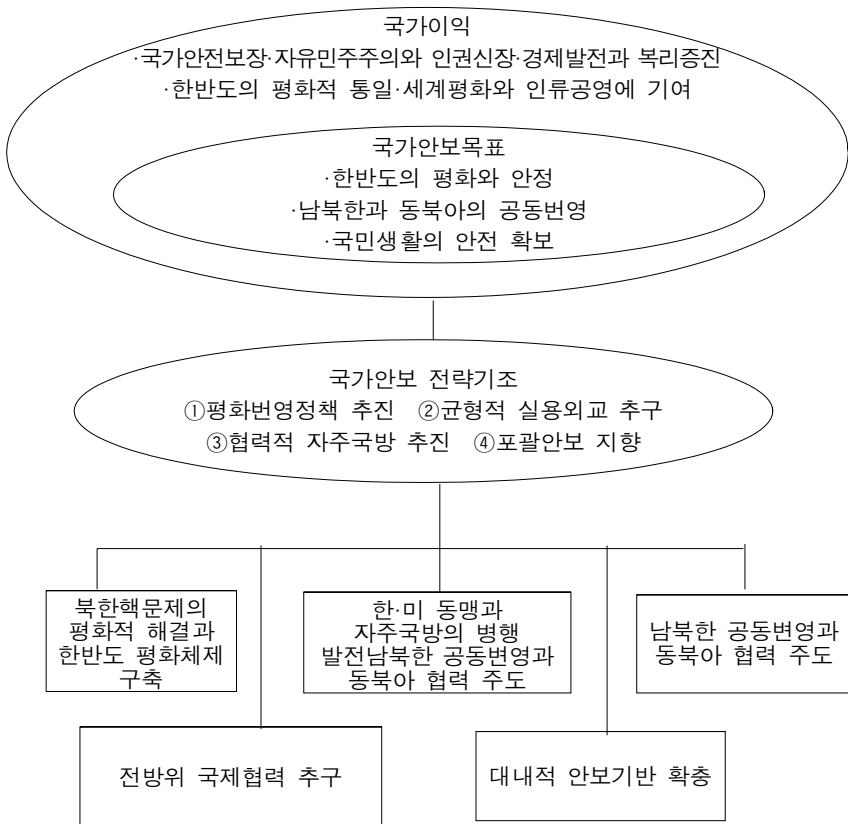 국가이익
·국가안전보장·자유민주주의와 인권신장·경제발전과 복리증진
·한반도의 평화적 통일·세계평화와 인류공영에 기여
국가안보목표
·한반도의 평화와 안정
·남북한과 동북아의 공동번영
·국민생활의 안전 확보
국가안보 전략기조
①평화번영정책 추진 ②균형적 실용외교 추구
③협력적 자주국방 추진 ④포괄안보 지향
북한핵문제의
평화적 해결과
한반도 평화체제
구축
한·미 동맹과
자주국방의 병행
발전남북한 공동변영과
동북아 협력 주도
남북한 공동변영과
동북아 협력 주도
전방위 국제협력 추구
대내적 안보기반 확충